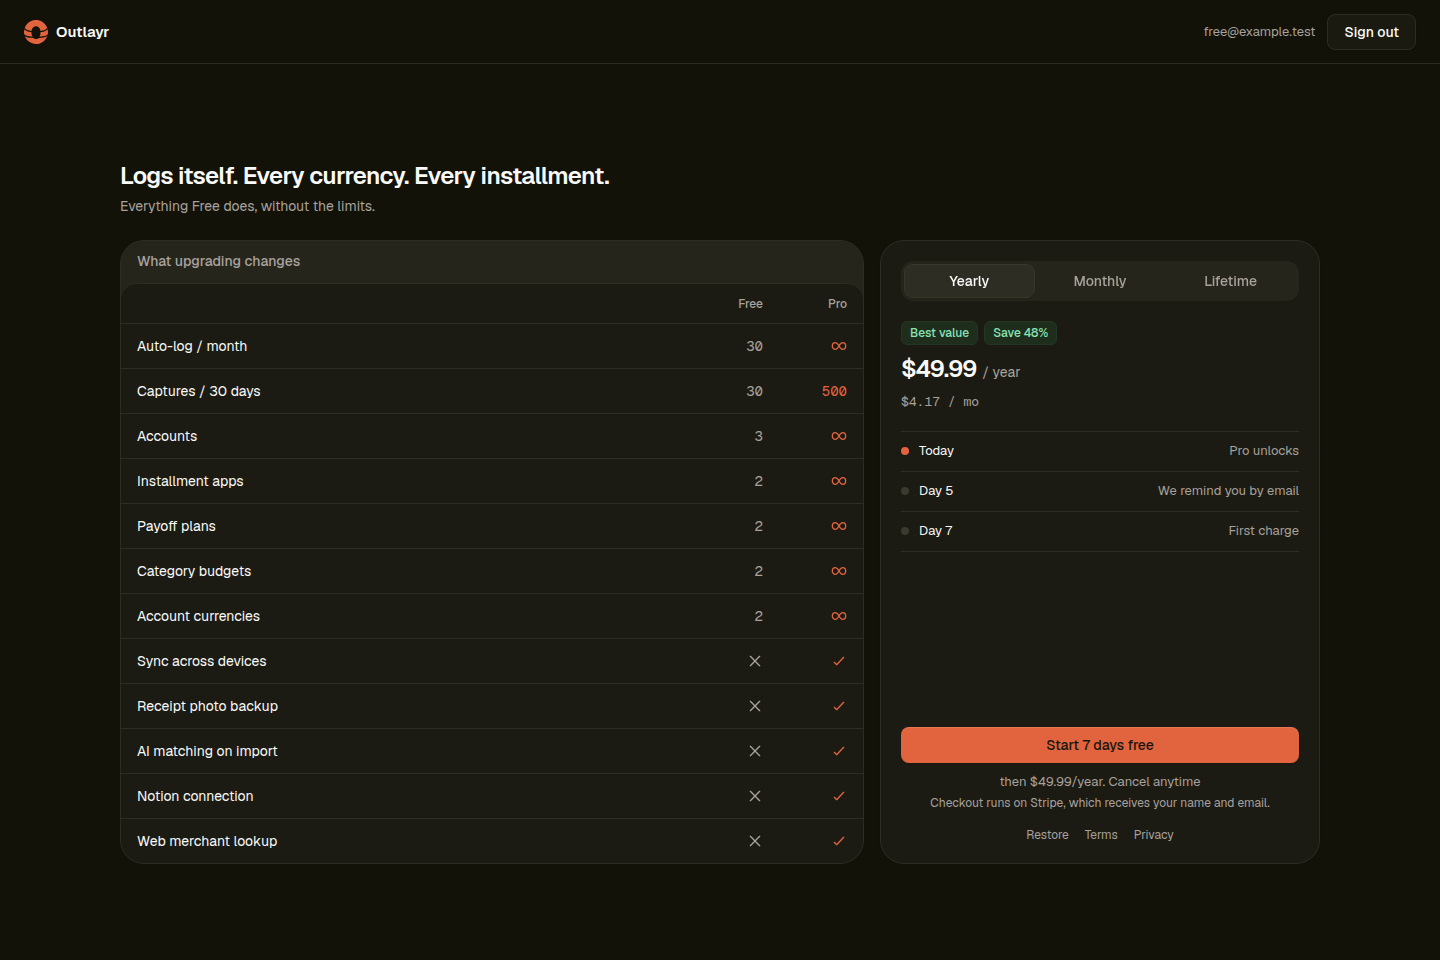 Outlayr
free@example.test
Sign out
Logs itself. Every currency. Every installment.
Everything Free does, without the limits.
What upgrading changes
Free Pro
Auto-log / month 30 ∞
Captures / 30 days 30 500
Accounts 3 ∞
Installment apps 2 ∞
Payoff plans 2 ∞
Category budgets 2 ∞
Account currencies 2 ∞
Sync across devices
Receipt photo backup
AI matching on import
Notion connection
Web merchant lookup
Yearly Monthly Lifetime
Best value Save 48%
$49.99 / year
$4.17 / mo
Today Pro unlocks
Day 5 We remind you by email
Day 7 First charge
Start 7 days free
then $49.99/year. Cancel anytime
Checkout runs on Stripe, which receives your name and email.
Restore Terms Privacy